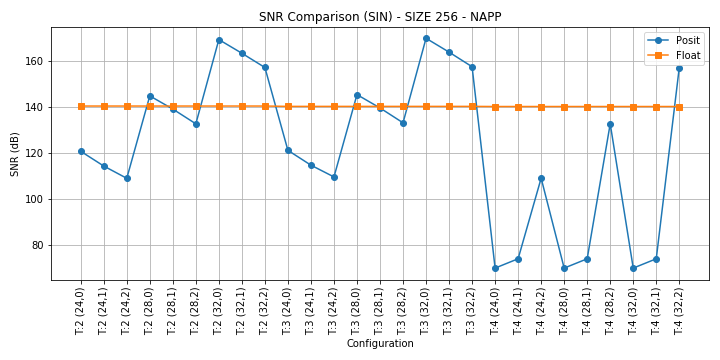 SNR Comparison (SIN) - SIZE 256 - NAPP
Posit
Float
SNR (dB)
160
140
120
100
80
T:2 (24,0)
T:2 (24,1)
T:2 (24,2)
T:2 (28,0)
T:2 (28,1)
T:2 (28,2)
T:2 (32,0)
T:2 (32,1)
T:2 (32,2)
T:3 (24,0)
T:3 (24,1)
T:3 (24,2)
T:3 (28,0)
T:3 (28,1)
T:3 (28,2)
T:3 (32,0)
T:3 (32,1)
T:3 (32,2)
T:4 (24,0)
T:4 (24,1)
T:4 (24,2)
T:4 (28,0)
T:4 (28,1)
T:4 (28,2)
T:4 (32,0)
T:4 (32,1)
T:4 (32,2)
Configuration